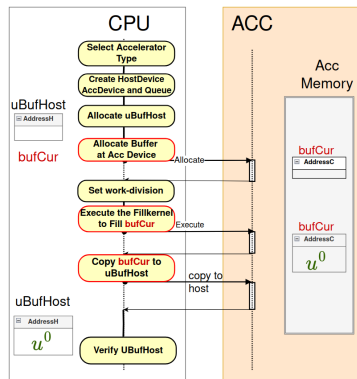 CPU
ACC
Select Accelerator
Type
Create HostDevice
AccDevice and Queue
uBufHost
AddressH
Allocate uBufHost
bufCur
Allocate Buffer
at Acc Device
Allocate
Set work-division
Execute the Fillkernel
to Fill bufCur
Execute
Copy bufCur to
uBufHost
copy to
host
uBufHost
AddressH
u⁰
Verify UBufHost
Acc
Memory
bufCur
AddressC
bufCur
AddressC
u⁰